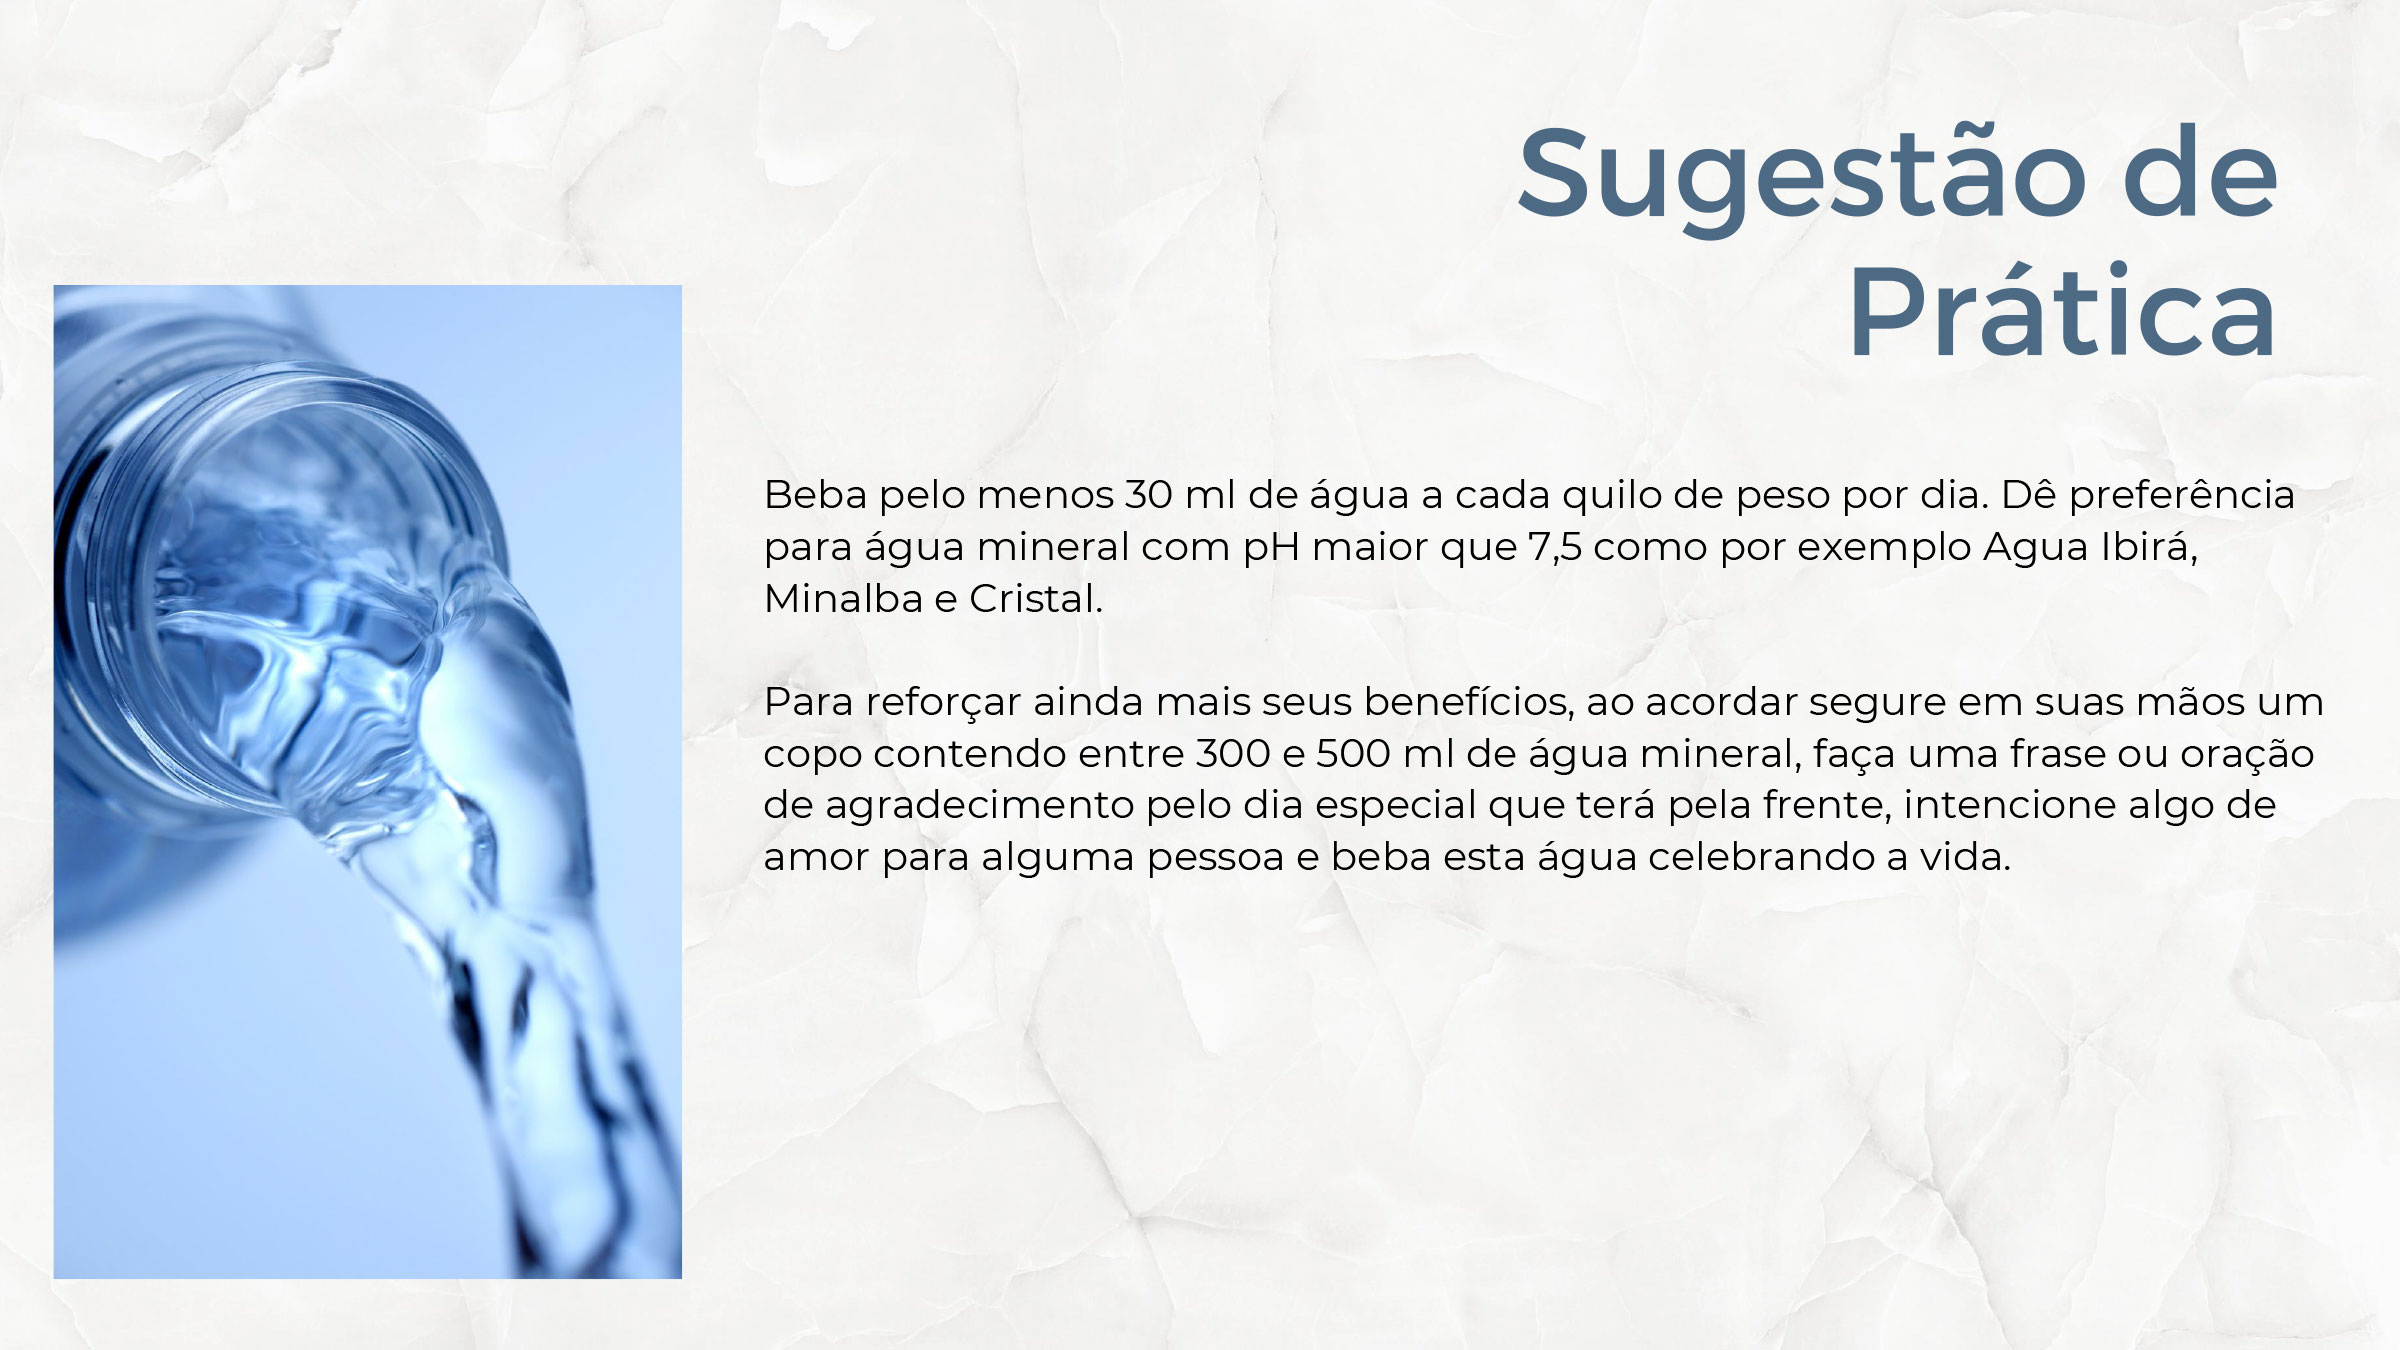 Sugestão de
Prática
Beba pelo menos 30 ml de água a cada quilo de peso por dia. Dê preferência
para água mineral com pH maior que 7,5 como por exemplo Agua Ibirá,
Minalba e Cristal.
Para reforçar ainda mais seus benefícios, ao acordar segure em suas mãos um
copo contendo entre 300 e 500 ml de água mineral, faça uma frase ou oração
de agradecimento pelo dia especial que terá pela frente, intencione algo de
amor para alguma pessoa e beba esta água celebrando a vida.